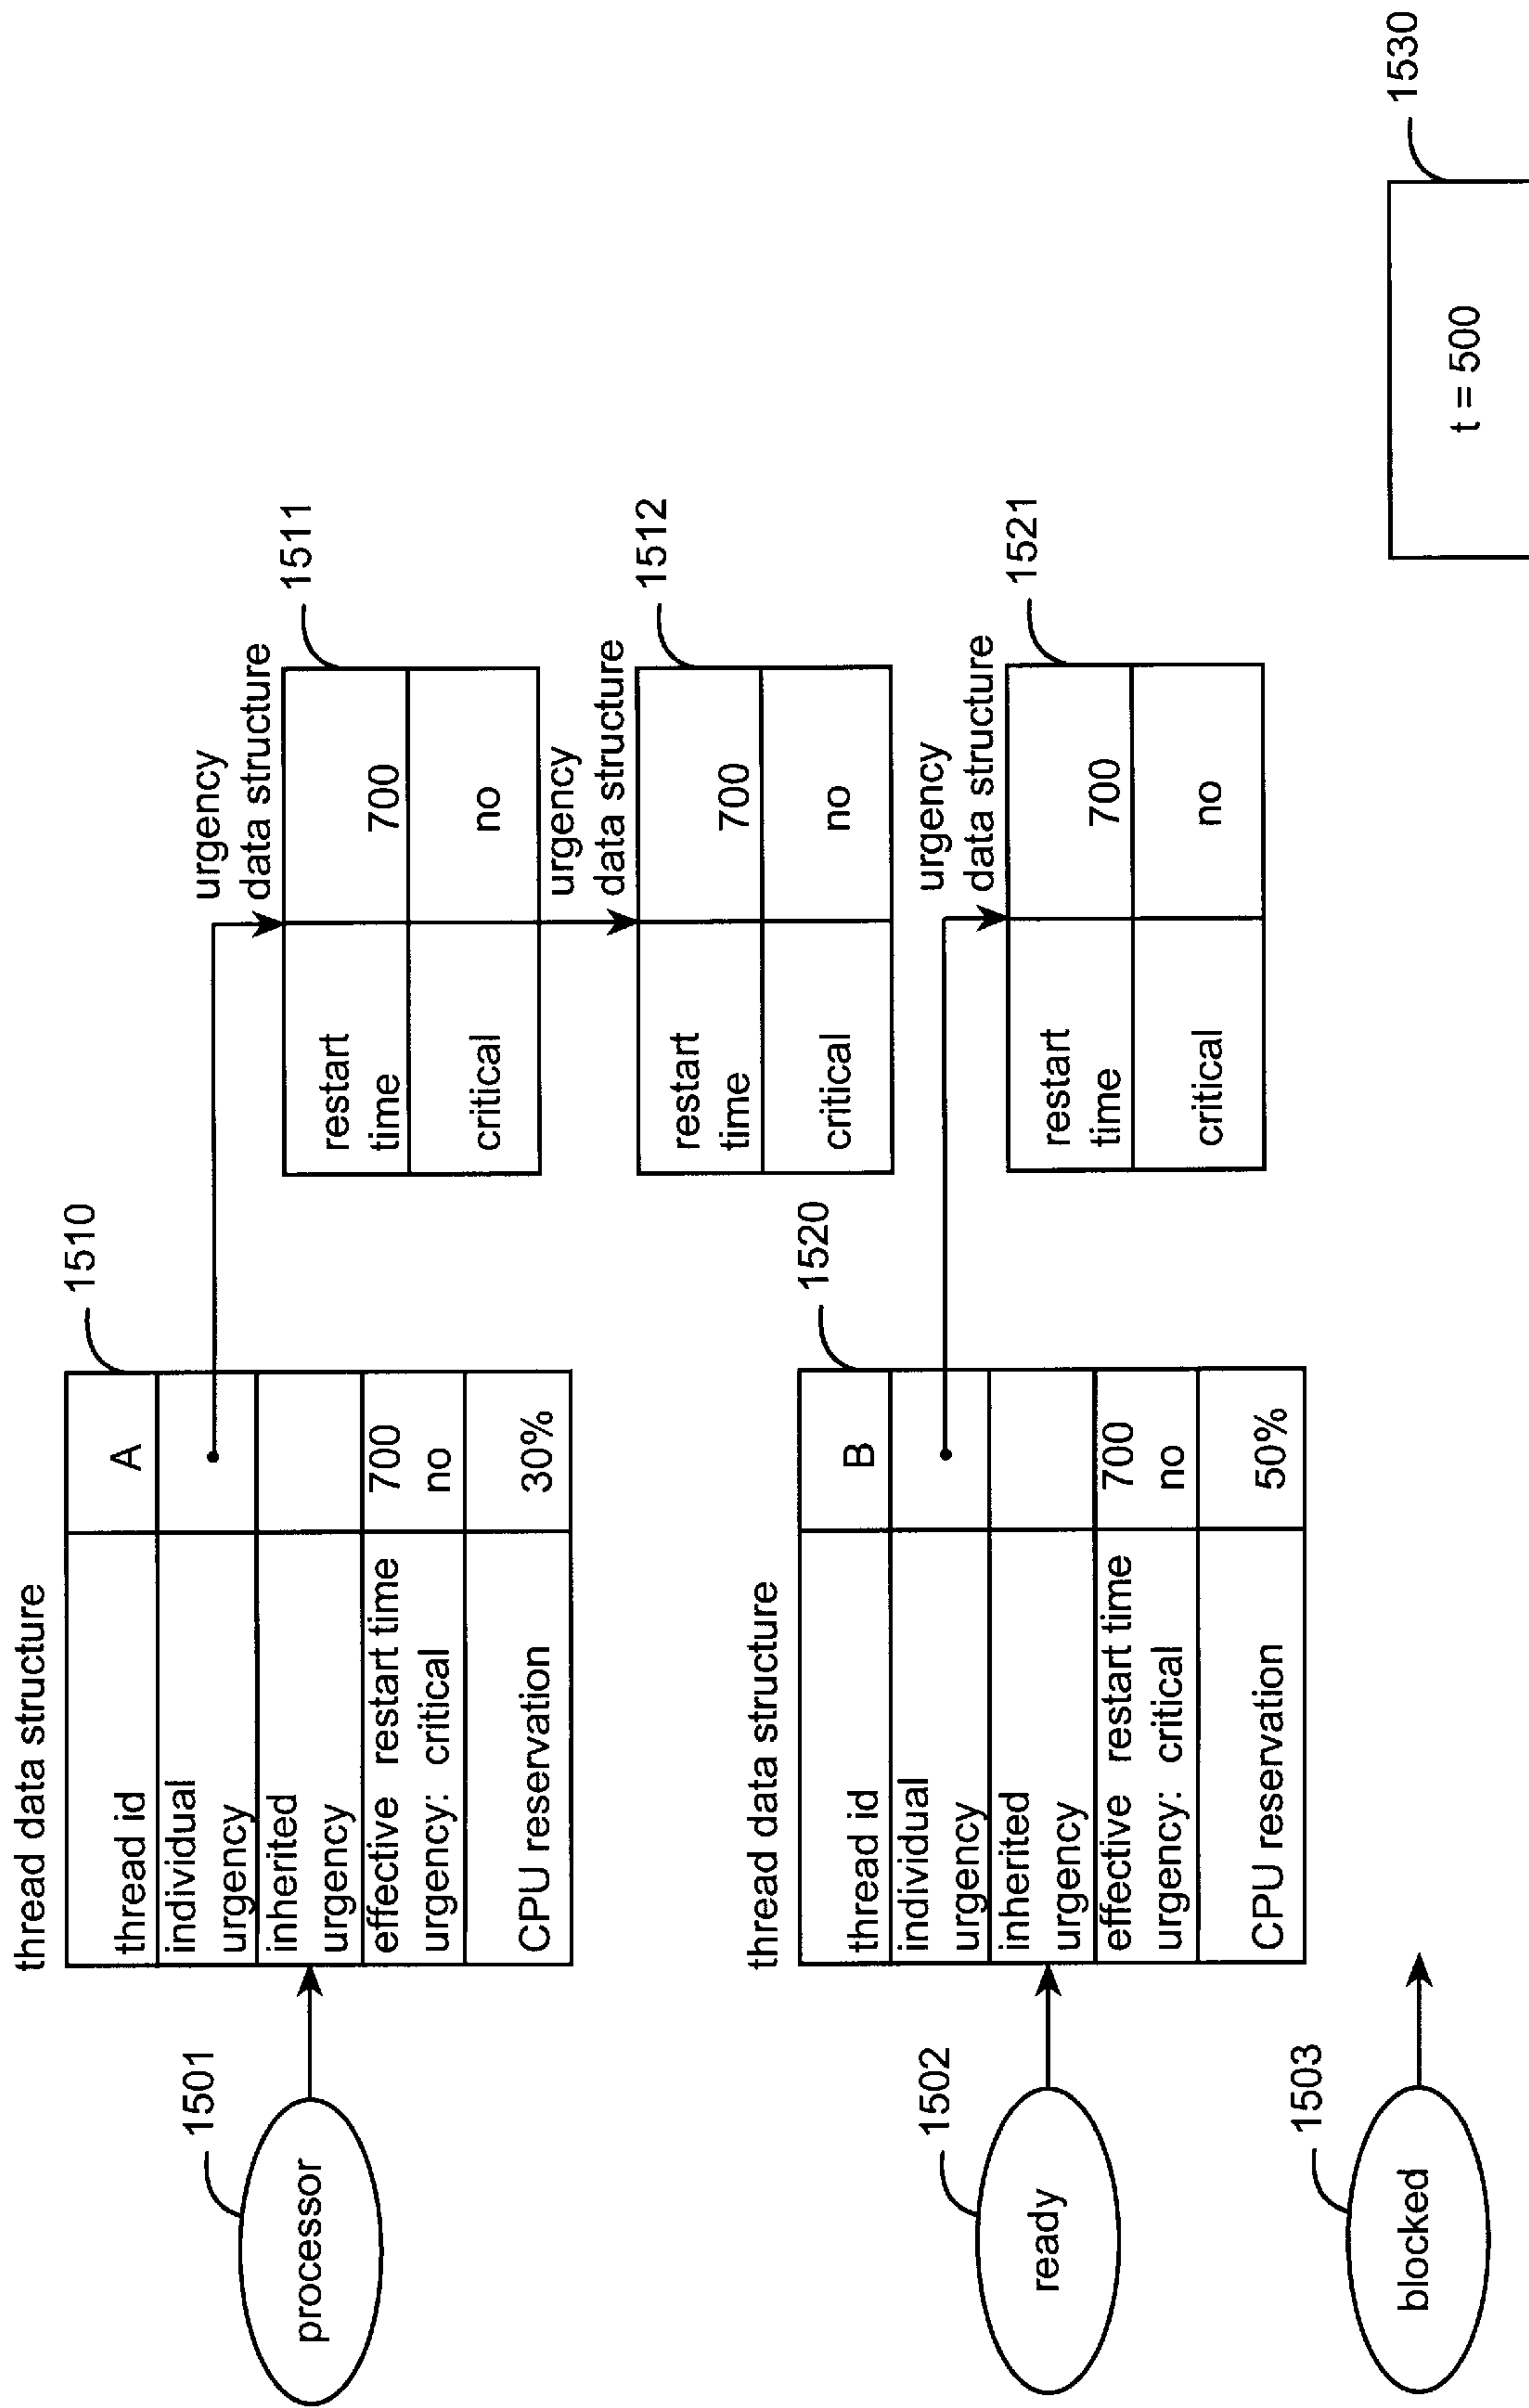 thread data structure
1501
processor
thread id
A
individual
urgency
inherited
urgency
effective restart time
700
urgency: critical
no
CPU reservation
30%
1510
urgency
data structure
1511
restart
time
700
critical
no
urgency
data structure
1512
restart
time
700
critical
no
thread data structure
1502
ready
thread id
B
individual
urgency
inherited
urgency
effective restart time
700
urgency: critical
no
CPU reservation
50%
1520
urgency
data structure
1521
restart
time
700
critical
no
1503
blocked
1530
t = 500